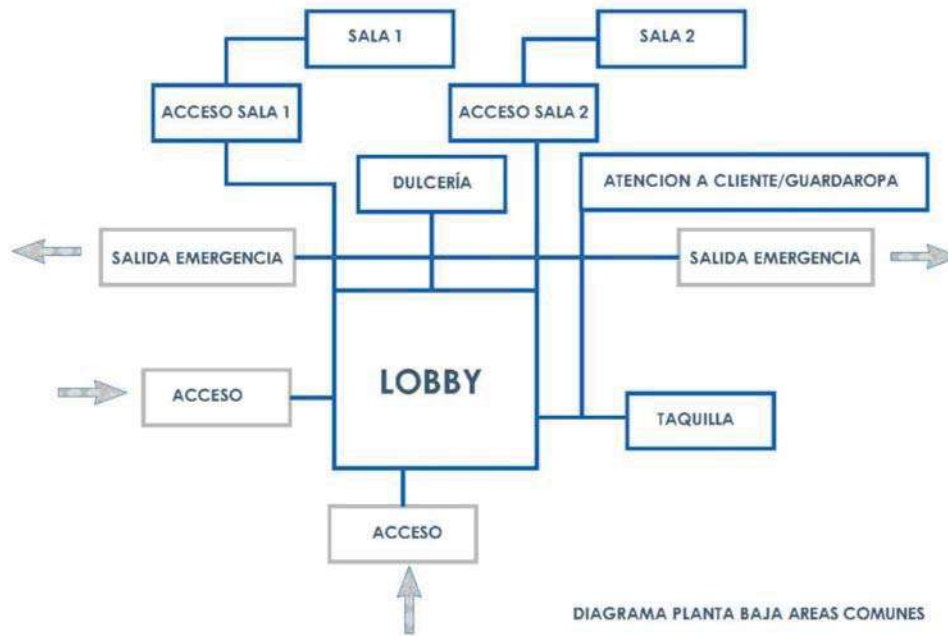 SALA 1
SALA 2
ACCESO SALA 1
ACCESO SALA 2
DULCERÍA
ATENCION A CLIENTE/GUARDAROPA
SALIDA EMERGENCIA
SALIDA EMERGENCIA
LOBBY
ACCESO
TAQUILLA
ACCESO
DIAGRAMA PLANTA BAJA AREAS COMUNES